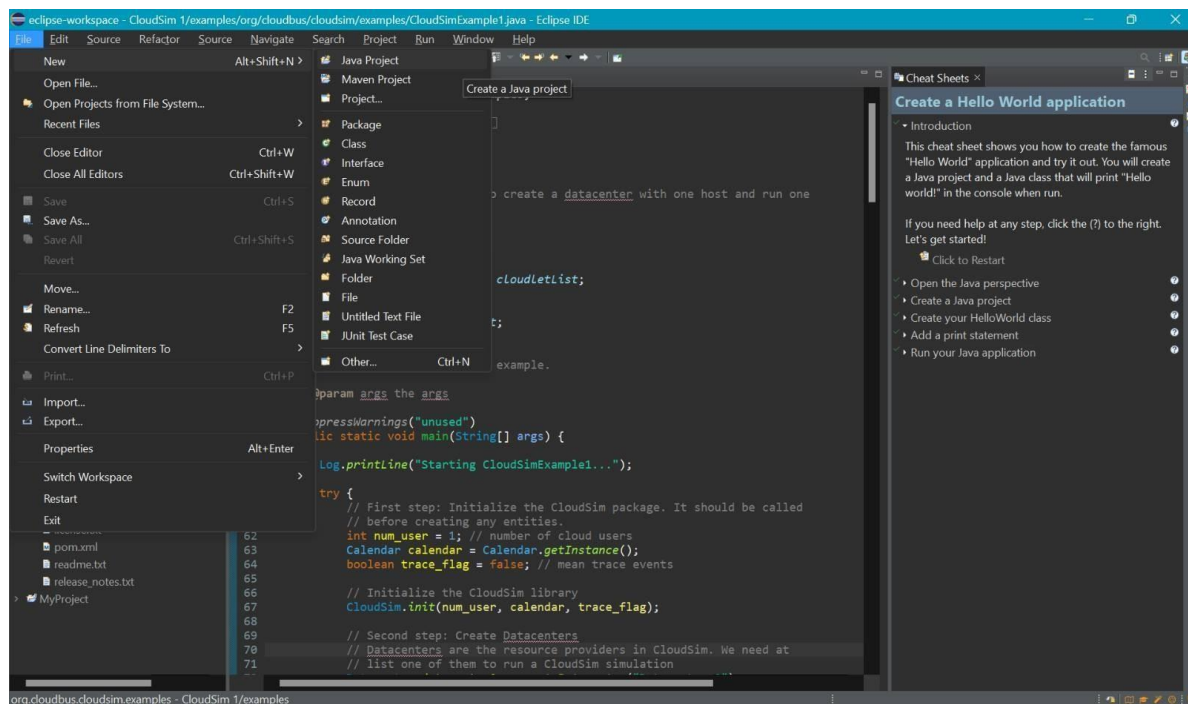 eclipse-workspace - CloudSim 1/examples/org/cloudbus/cloudsim/examples/CloudSimExample1.java - Eclipse IDE
File Edit Source Refactor Source Navigate Search Project Run Window Help
New Alt+Shift+N >
Open File...
Open Projects from File System...
Recent Files >
Close Editor Ctrl+W
Close All Editors Ctrl+Shift+W
Save Ctrl+S
Save As...
Save All Ctrl+Shift+S
Revert
Move...
Rename... F2
Refresh F5
Convert Line Delimiters To >
Print... Ctrl+P
Import...
Export...
Properties Alt+Enter
Switch Workspace >
Restart
Exit
pom.xml
readme.txt
release_notes.txt
MyProject
Java Project
Maven Project
Project...
Create a Java project
Package
Class
Interface
Enum
Record
Annotation
Source Folder
Java Working Set
Folder
File
Untitled Text File
JUnit Test Case
Other... Ctrl+N
create a datacenter with one host and run one
cloudletList;
t;
example.
@param args the args
ppressWarnings("unused")
lic static void main(String[] args) {
Log.printLine("Starting CloudSimExample1...");
try {
// First step: Initialize the CloudSim package. It should be called
// before creating any entities.
62 int num_user = 1; // number of cloud users
63 Calendar calendar = Calendar.getInstance();
64 boolean trace_flag = false; // mean trace events
65
66 // Initialize the CloudSim library
67 CloudSim.init(num_user, calendar, trace_flag);
68
69 // Second step: Create Datacenters
70 // Datacenters are the resource providers in CloudSim. We need at
71 // list one of them to run a CloudSim simulation
Cheat Sheets ×
Create a Hello World application
Introduction
This cheat sheet shows you how to create the famous
"Hello World" application and try it out. You will create
a Java project and a Java class that will print "Hello
world!" in the console when run.
If you need help at any step, click the (?) to the right.
Let's get started!
Click to Restart
Open the Java perspective
Create a Java project
Create your HelloWorld class
Add a print statement
Run your Java application
org.cloudbus.cloudsim.examples - CloudSim 1/examples